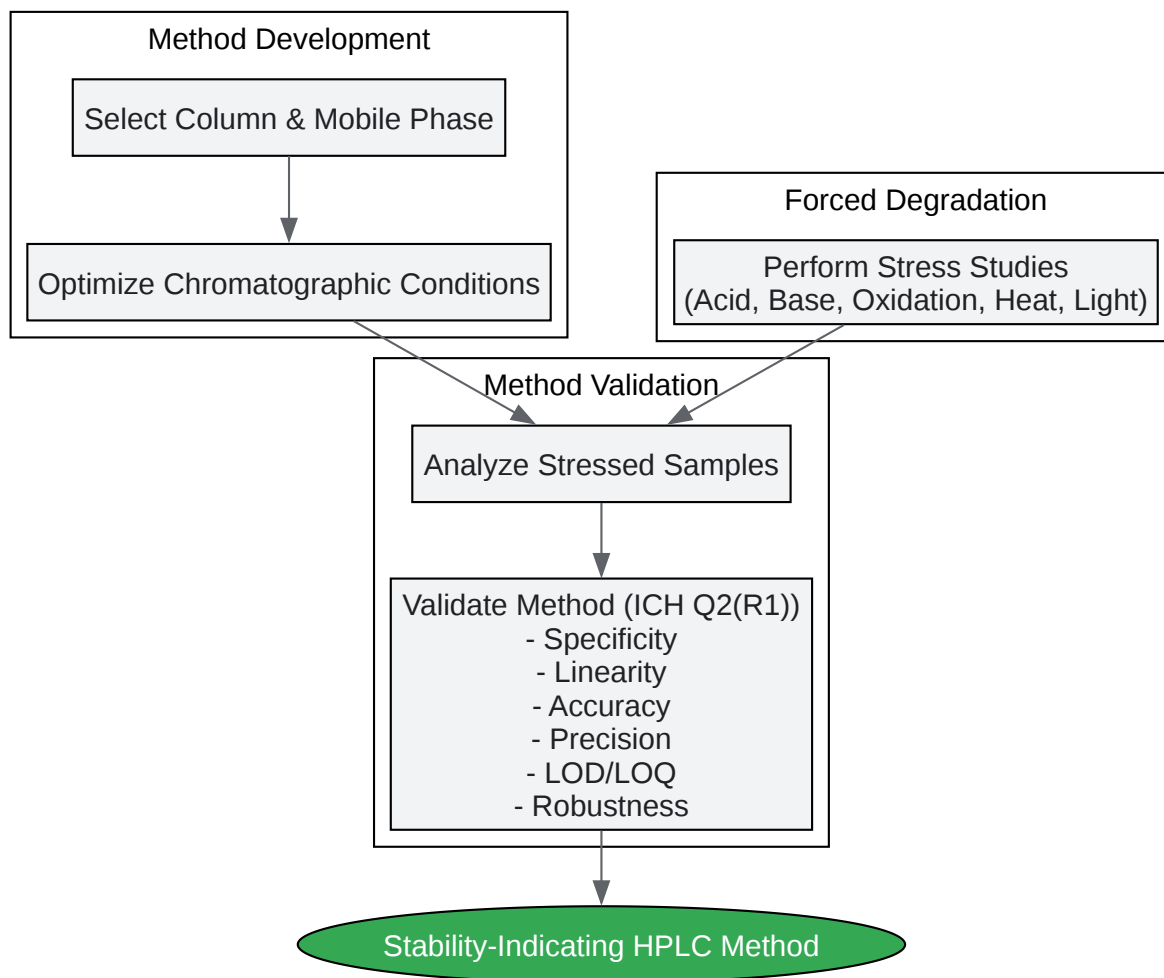 Method Development
Select Column & Mobile Phase
Optimize Chromatographic Conditions
Forced Degradation
Perform Stress Studies
(Acid, Base, Oxidation, Heat, Light)
Method Validation
Analyze Stressed Samples
Validate Method (ICH Q2(R1))
- Specificity
- Linearity
- Accuracy
- Precision
- LOD/LOQ
- Robustness
Stability-Indicating HPLC Method